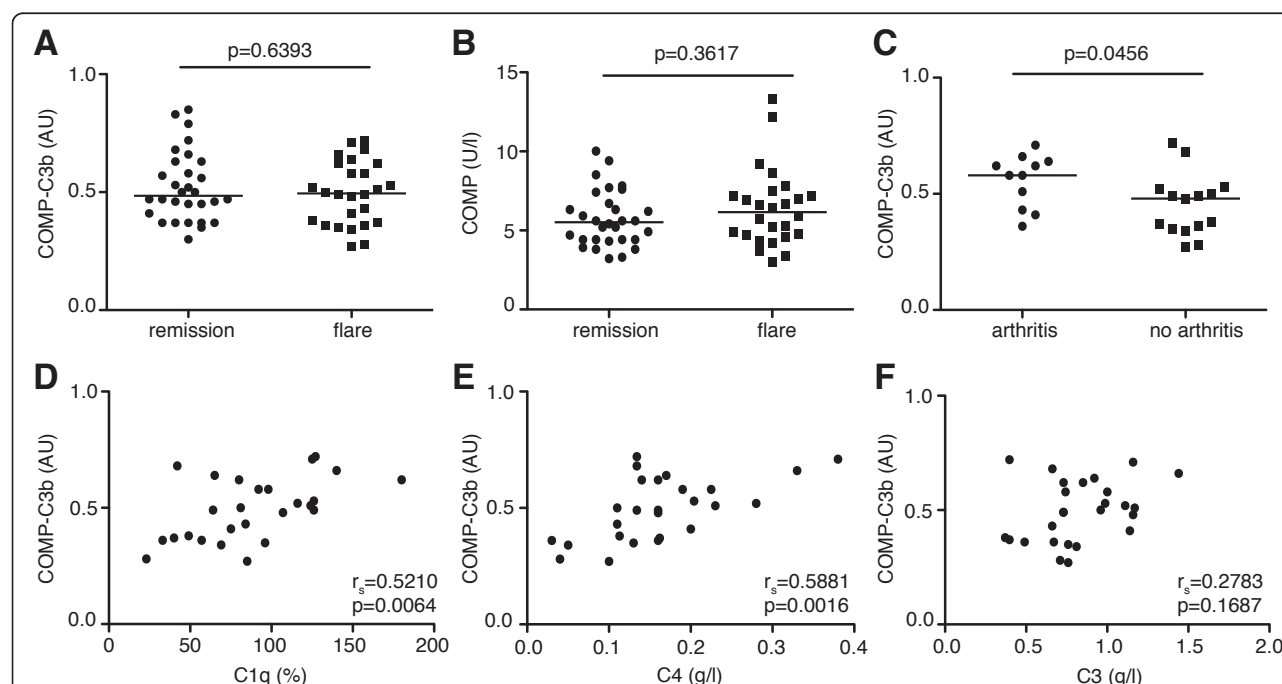 A
p=0.6393
COMP-C3b (AU)
1.0
0.5
0.0
remission flare
B
p=0.3617
COMP (U/l)
15
10
5
0
remission flare
C
p=0.0456
COMP-C3b (AU)
1.0
0.5
0.0
arthritis no arthritis
D
COMP-C3b (AU)
1.0
0.5
0.0
rs=0.5210
p=0.0064
0 50 100 150 200
C1q (%)
E
COMP-C3b (AU)
1.0
0.5
0.0
rs=0.5881
p=0.0016
0.0 0.1 0.2 0.3 0.4
C4 (g/l)
F
COMP-C3b (AU)
1.0
0.5
0.0
rs=0.2783
p=0.1687
0.0 0.5 1.0 1.5 2.0
C3 (g/l)